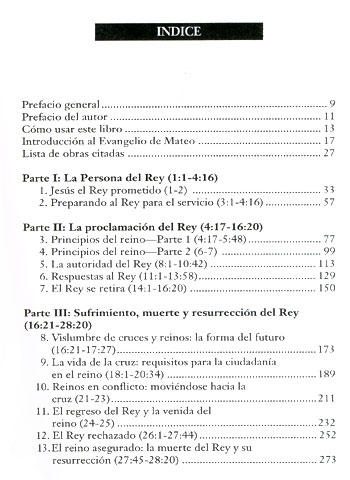 INDICE
Prefacio general 9
Prefacio del autor 11
Cómo usar este libro 13
Introducción al Evangelio de Mateo 17
Lista de obras citadas 27
Parte I: La Persona del Rey (1:1-4:16)
1. Jesús el Rey prometido (1-2) 33
2. Preparando al Rey para el servicio (3:1-4:16) 57
Parte II: La proclamación del Rey (4:17-16:20)
3. Principios del reino—Parte 1 (4:17-5:48) 77
4. Principios del reino—Parte 2 (6-7) 99
5. La autoridad del Rey (8:1-10:42) 113
6. Respuestas al Rey (11:1-13:58) 129
7. El Rey se retira (14:1-16:20) 150
Parte III: Sufrimiento, muerte y resurrección del Rey
(16:21-28:20)
8. Vislumbre de cruces y reinos: la forma del futuro
(16:21-17:27) 173
9. La vida de la cruz: requisitos para la ciudadanía
en el reino (18:1-20:34) 189
10. Reinos en conflicto: moviéndose hacia la
cruz (21-23) 211
11. El regreso del Rey y la venida del
reino (24-25) 232
12. El Rey rechazado (26:1-27:44) 252
13. El reino asegurado: la muerte del Rey y su
resurrección (27:45-28:20) 273